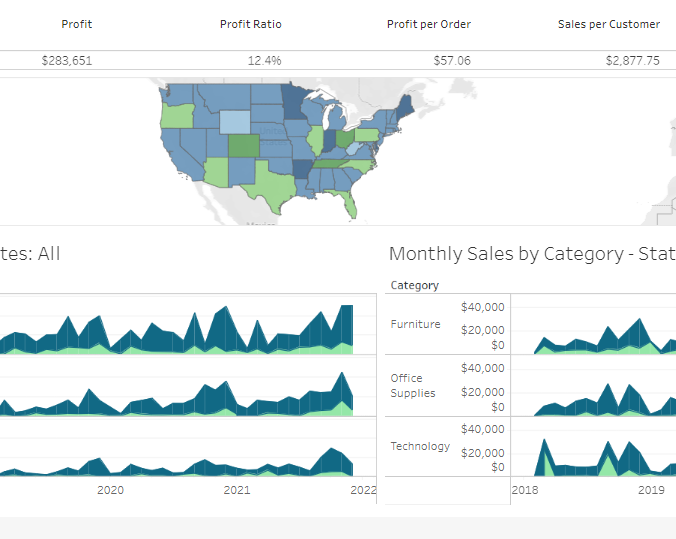 Profit Profit Ratio Profit per Order Sales per Customer
$283,651 12.4% $57.06 $2,877.75
tes: All
Monthly Sales by Category - Stat
Category
Furniture
$40,000
$20,000
$0
Office
Supplies
$40,000
$20,000
$0
Technology
$40,000
$20,000
$0
2020 2021 2022
2018 2019